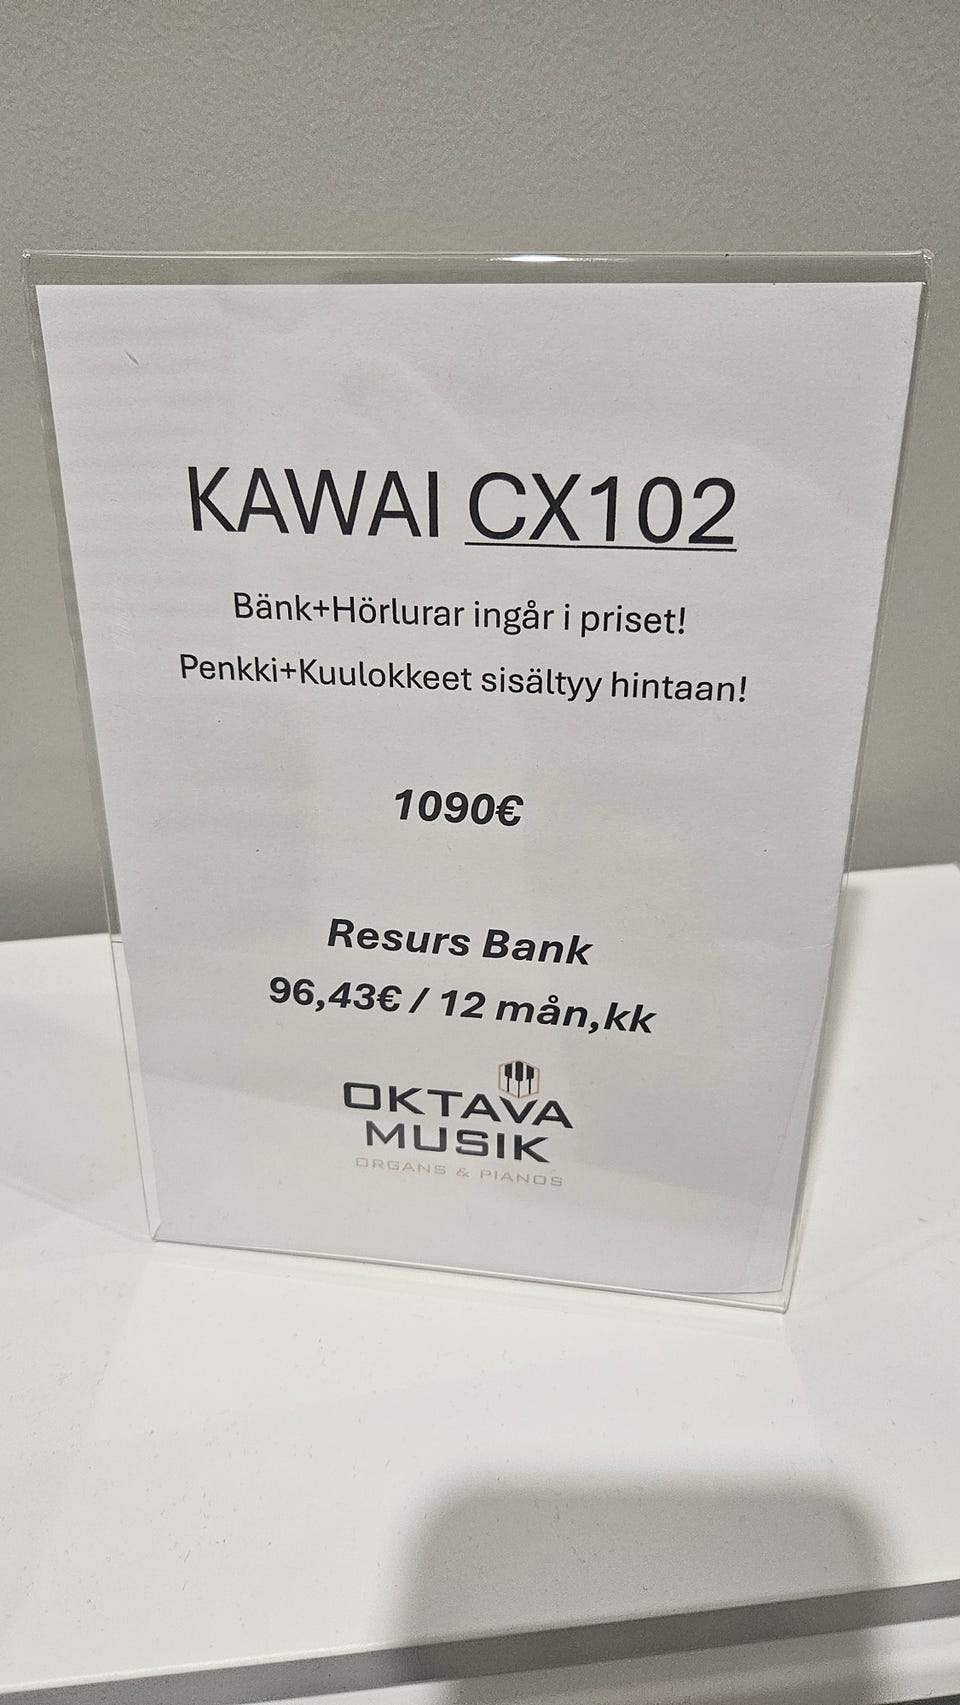 KAWAI CX102
Bänk+Hörlurar ingår i priset!
Penkki+Kuulokkeet sisältyy hintaan!
1090€
Resurs Bank
96,43€ / 12 mån,kk
OKTAVA
MUSIK
ORGANS & PIANOS